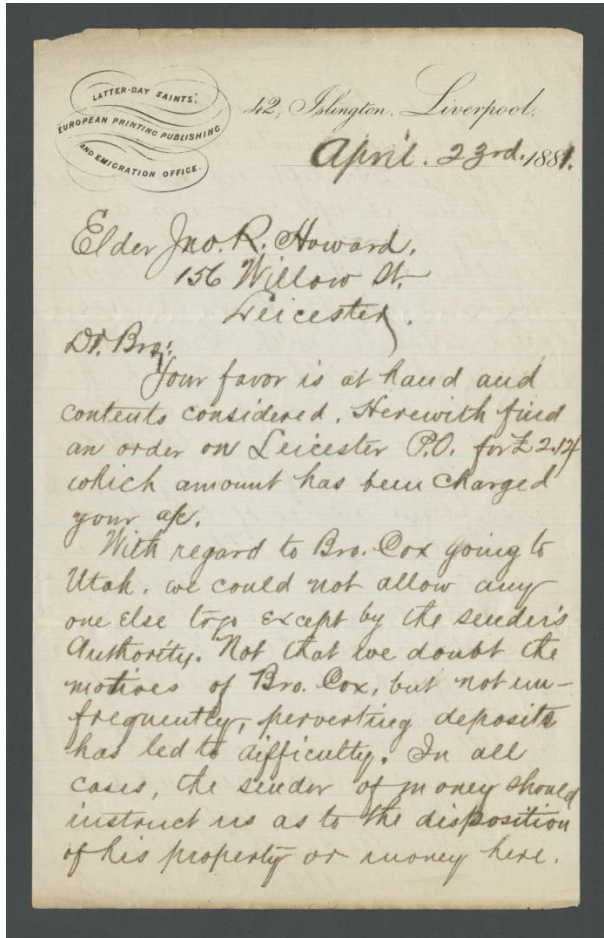 LATTER-DAY SAINTS'
EUROPEAN PRINTING PUBLISHING
AND EMIGRATION OFFICE.
42, Islington, Liverpool,
April. 23rd. 1881.
Elder Jno. R. Howard,
156 Willow St.
Leicester.
Dr. Bro:
Your favor is at hand and
contents considered. Herewith find
an order on Leicester P.O. for £2.12/
which amount has been charged
your a/c.
With regard to Bro. Cox going to
Utah. we could not allow any
one else to go except by the sender's
Authority. Not that we doubt the
motives of Bro. Cox, but not un-
frequently, perverting deposits
has led to difficulty. In all
cases, the sender of money should
instruct us as to the disposition
of his property or money here.